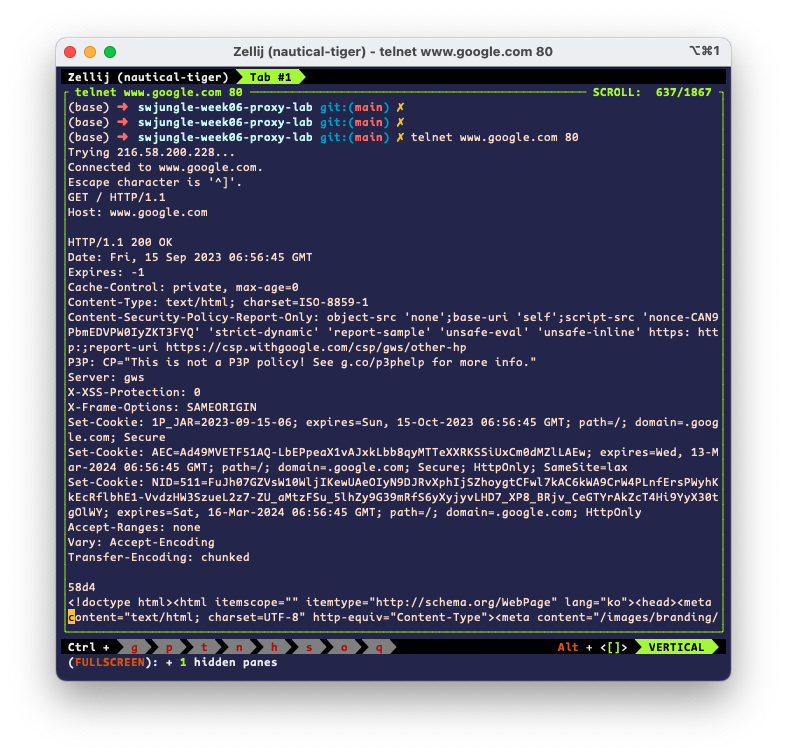 Zellij (nautical-tiger) - telnet www.google.com 80
⌥⌘1
Zellij (nautical-tiger) Tab #1
telnet www.google.com 80 SCROLL: 637/1867
(base) ➜ swjungle-week06-proxy-lab git:(main) ✗
(base) ➜ swjungle-week06-proxy-lab git:(main) ✗
(base) ➜ swjungle-week06-proxy-lab git:(main) ✗ telnet www.google.com 80
Trying 216.58.200.228...
Connected to www.google.com.
Escape character is '^]'.
GET / HTTP/1.1
Host: www.google.com
HTTP/1.1 200 OK
Date: Fri, 15 Sep 2023 06:56:45 GMT
Expires: -1
Cache-Control: private, max-age=0
Content-Type: text/html; charset=ISO-8859-1
Content-Security-Policy-Report-Only: object-src 'none';base-uri 'self';script-src 'nonce-CAN9
PbmEDVPW0IyZKT3FYQ' 'strict-dynamic' 'report-sample' 'unsafe-eval' 'unsafe-inline' https: htt
p:;report-uri https://csp.withgoogle.com/csp/gws/other-hp
P3P: CP="This is not a P3P policy! See g.co/p3phelp for more info."
Server: gws
X-XSS-Protection: 0
X-Frame-Options: SAMEORIGIN
Set-Cookie: 1P_JAR=2023-09-15-06; expires=Sun, 15-Oct-2023 06:56:45 GMT; path=/; domain=.goog
le.com; Secure
Set-Cookie: AEC=Ad49MVETF51AQ-LbEPpeaX1vAJxkLbb8qyMTTeXXRKSSiUxCm0dMZlLAEw; expires=Wed, 13-M
ar-2024 06:56:45 GMT; path=/; domain=.google.com; Secure; HttpOnly; SameSite=lax
Set-Cookie: NID=511=FuJh07GZVsW10WljIKewUAeOIyN9DJRvXphIjSZhoygtCFwl7kAC6kWA9CrW4PLnfErsPWyhK
kEcRflbhE1-VvdzHW3SzueL2z7-ZU_aMtzFSu_5lhZy9G39mRfS6yXyjyvLHD7_XP8_BRjv_CeGTYrAkZcT4Hi9YyX30t
gOlWY; expires=Sat, 16-Mar-2024 06:56:45 GMT; path=/; domain=.google.com; HttpOnly
Accept-Ranges: none
Vary: Accept-Encoding
Transfer-Encoding: chunked
58d4
<!doctype html><html itemscope="" itemtype="http://schema.org/WebPage" lang="ko"><head><meta
content="text/html; charset=UTF-8" http-equiv="Content-Type"><meta content="/images/branding/
Ctrl + g p t n h s o q Alt + <[]> VERTICAL
(FULLSCREEN): + 1 hidden panes